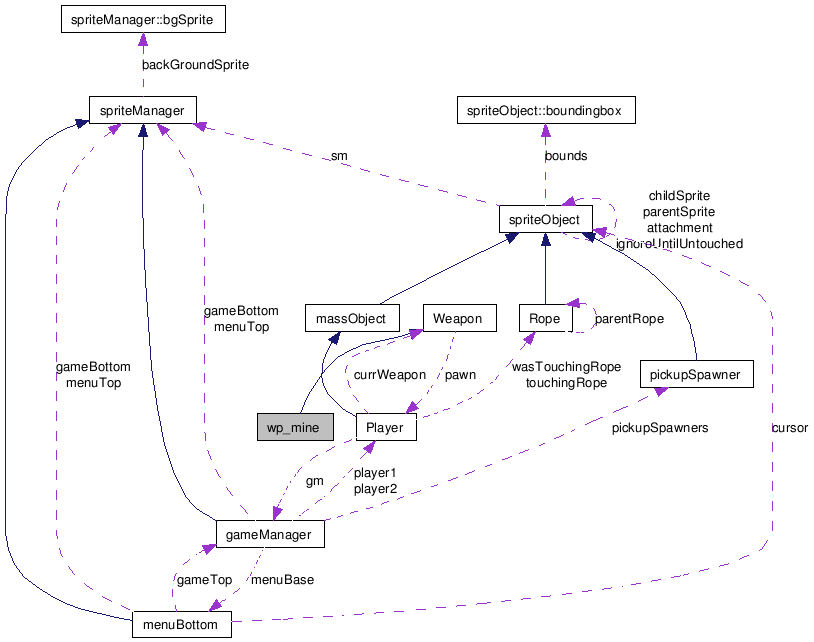 spriteManager::bgSprite
backGroundSprite
spriteManager
spriteObject::boundingbox
sm
bounds
childSprite
parentSprite
attachment
ignoreUntilUntouched
spriteObject
gameBottom
menuTop
massObject
Weapon
Rope
parentRope
gameBottom
menuTop
currWeapon
pawn
wasTouchingRope
touchingRope
pickupSpawner
wp_mine
Player
pickupSpawners
cursor
gm
player1
player2
gameManager
gameTop
menuBase
menuBottom